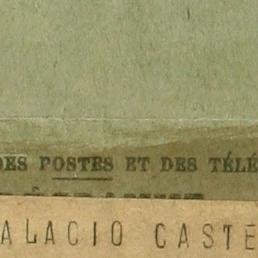 DES POSTES ET DES TÉLÉ
ALACIO CASTE